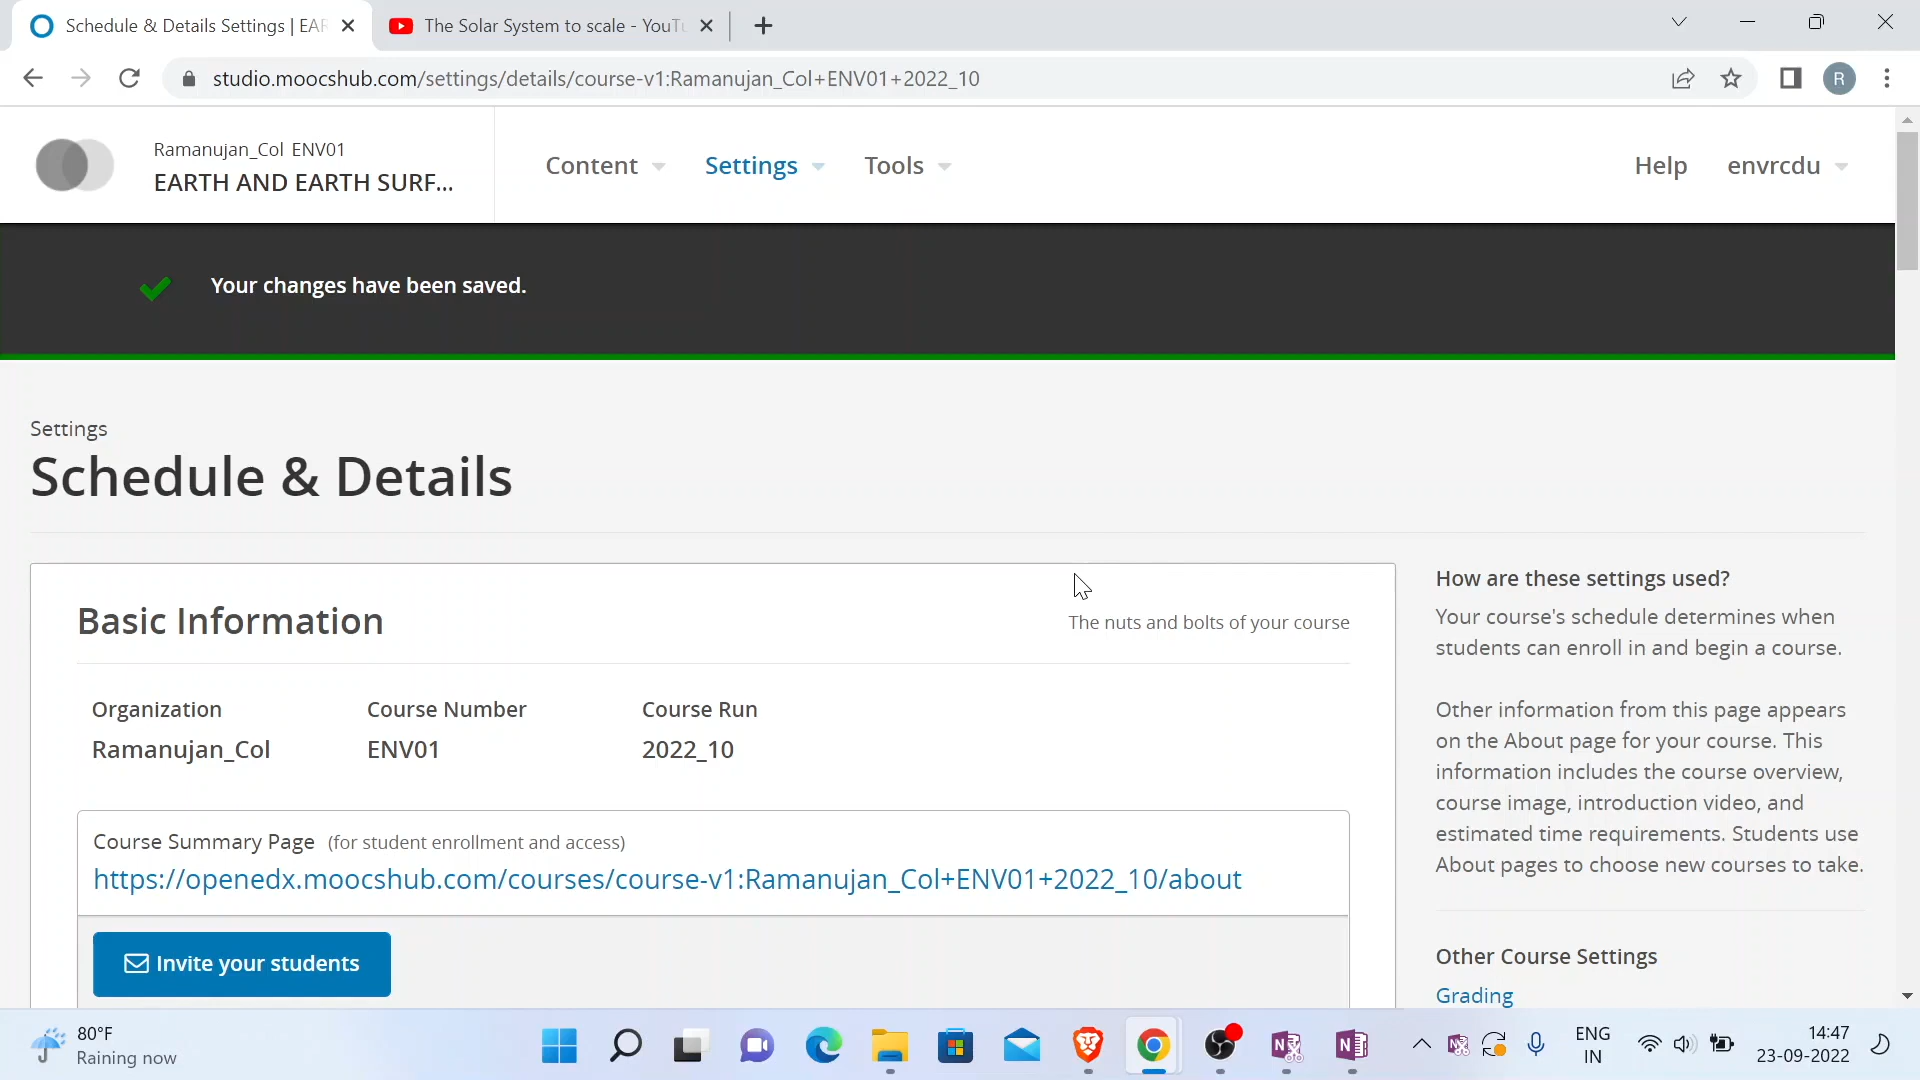 Schedule & Details Settings | EAR
The Solar System to scale - YouTu
studio.moocshub.com/settings/details/course-v1:Ramanujan_Col+ENV01+2022_10
R
Ramanujan_Col ENV01
EARTH AND EARTH SURF...
Content
Settings
Tools
Help
envrcdu
Your changes have been saved.
Settings
Schedule & Details
Basic Information
The nuts and bolts of your course
Organization
Course Number
Course Run
Ramanujan_Col
ENV01
2022_10
Course Summary Page (for student enrollment and access)
https://openedx.moocshub.com/courses/course-v1:Ramanujan_Col+ENV01+2022_10/about
Invite your students
How are these settings used?
Your course's schedule determines when
students can enroll in and begin a course.
Other information from this page appears
on the About page for your course. This
information includes the course overview,
course image, introduction video, and
estimated time requirements. Students use
About pages to choose new courses to take.
Other Course Settings
Grading
80°F
Raining now
ENG
IN
14:47
23-09-2022